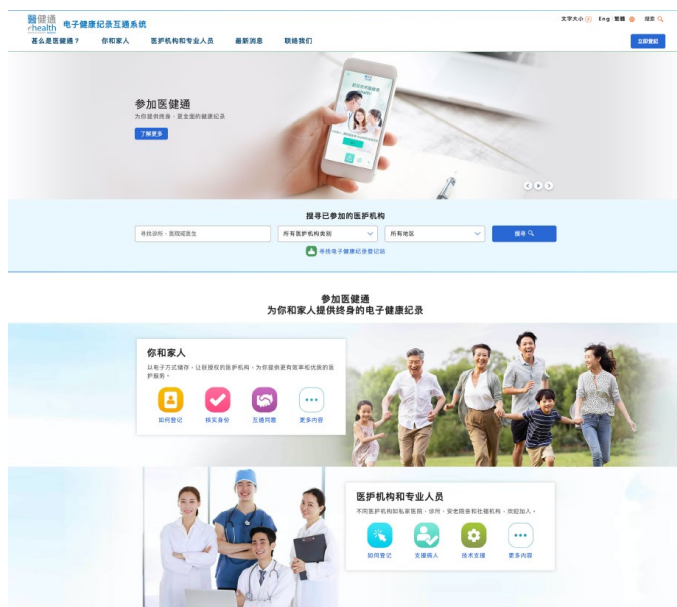 醫健通
eHealth
电子健康纪录互通系统
文字大小
Eng
繁體
搜索
甚么是医健通？
你和家人
医护机构和专业人员
最新消息
联络我们
立即登记
参加医健通
为你提供终身、更全面的健康纪录
了解更多
搜寻已参加的医护机构
寻找诊所、医院或医生
所有医护机构类别
所有地区
搜寻
寻找电子健康纪录登记站
参加医健通
为你和家人提供终身的电子健康纪录
你和家人
以电子方式储存，让获授权的医护机构，为你提供更有效率和优质的医
护服务。
如何登记
核实身份
互通同意
更多内容
医护机构和专业人员
不同医护机构如私家医院、诊所、安老院舍和社福机构，欢迎加入。
如何登记
支援病人
技术支援
更多内容